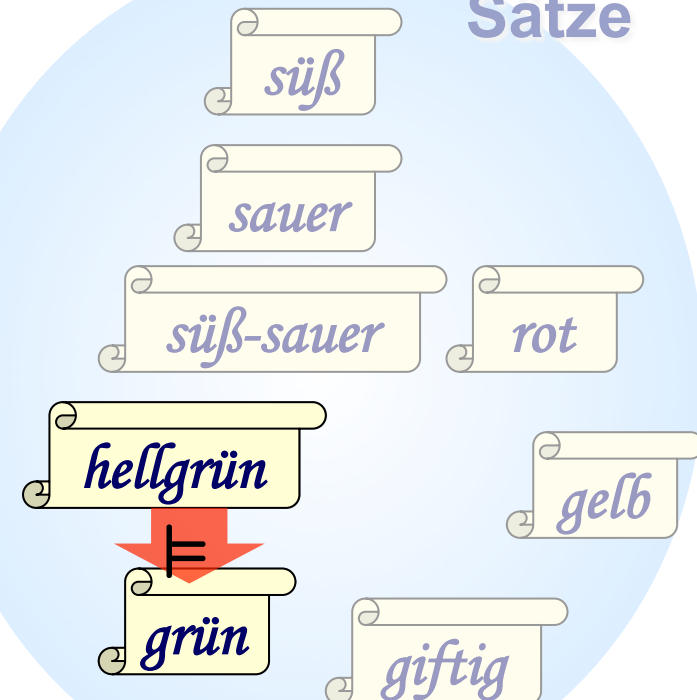 Sätze
süß
sauer
süß-sauer
rot
hellgrün
gelb
⊨
grün
giftig